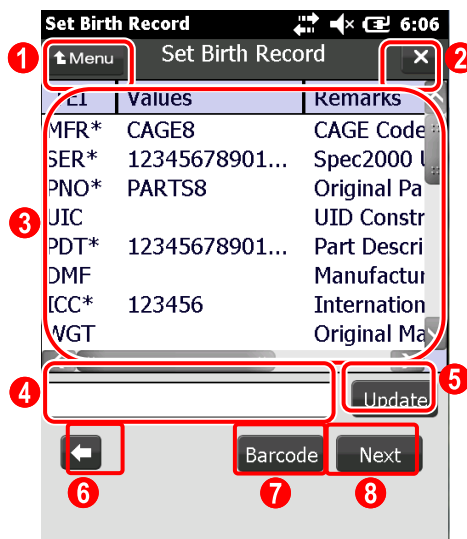 Set Birth Record 6:06
1 Menu Set Birth Record X 2
TEI Values Remarks
MFR* CAGE8 CAGE Code
SER* 12345678901... Spec2000 U
PNO* PARTS8 Original Pa
3
UIC UID Constr
PDT* 12345678901... Part Descri
DMF Manufactur
ICC* 123456 Internation
WGT Original Ma
4 Update 5
Barcode Next
6 7 8